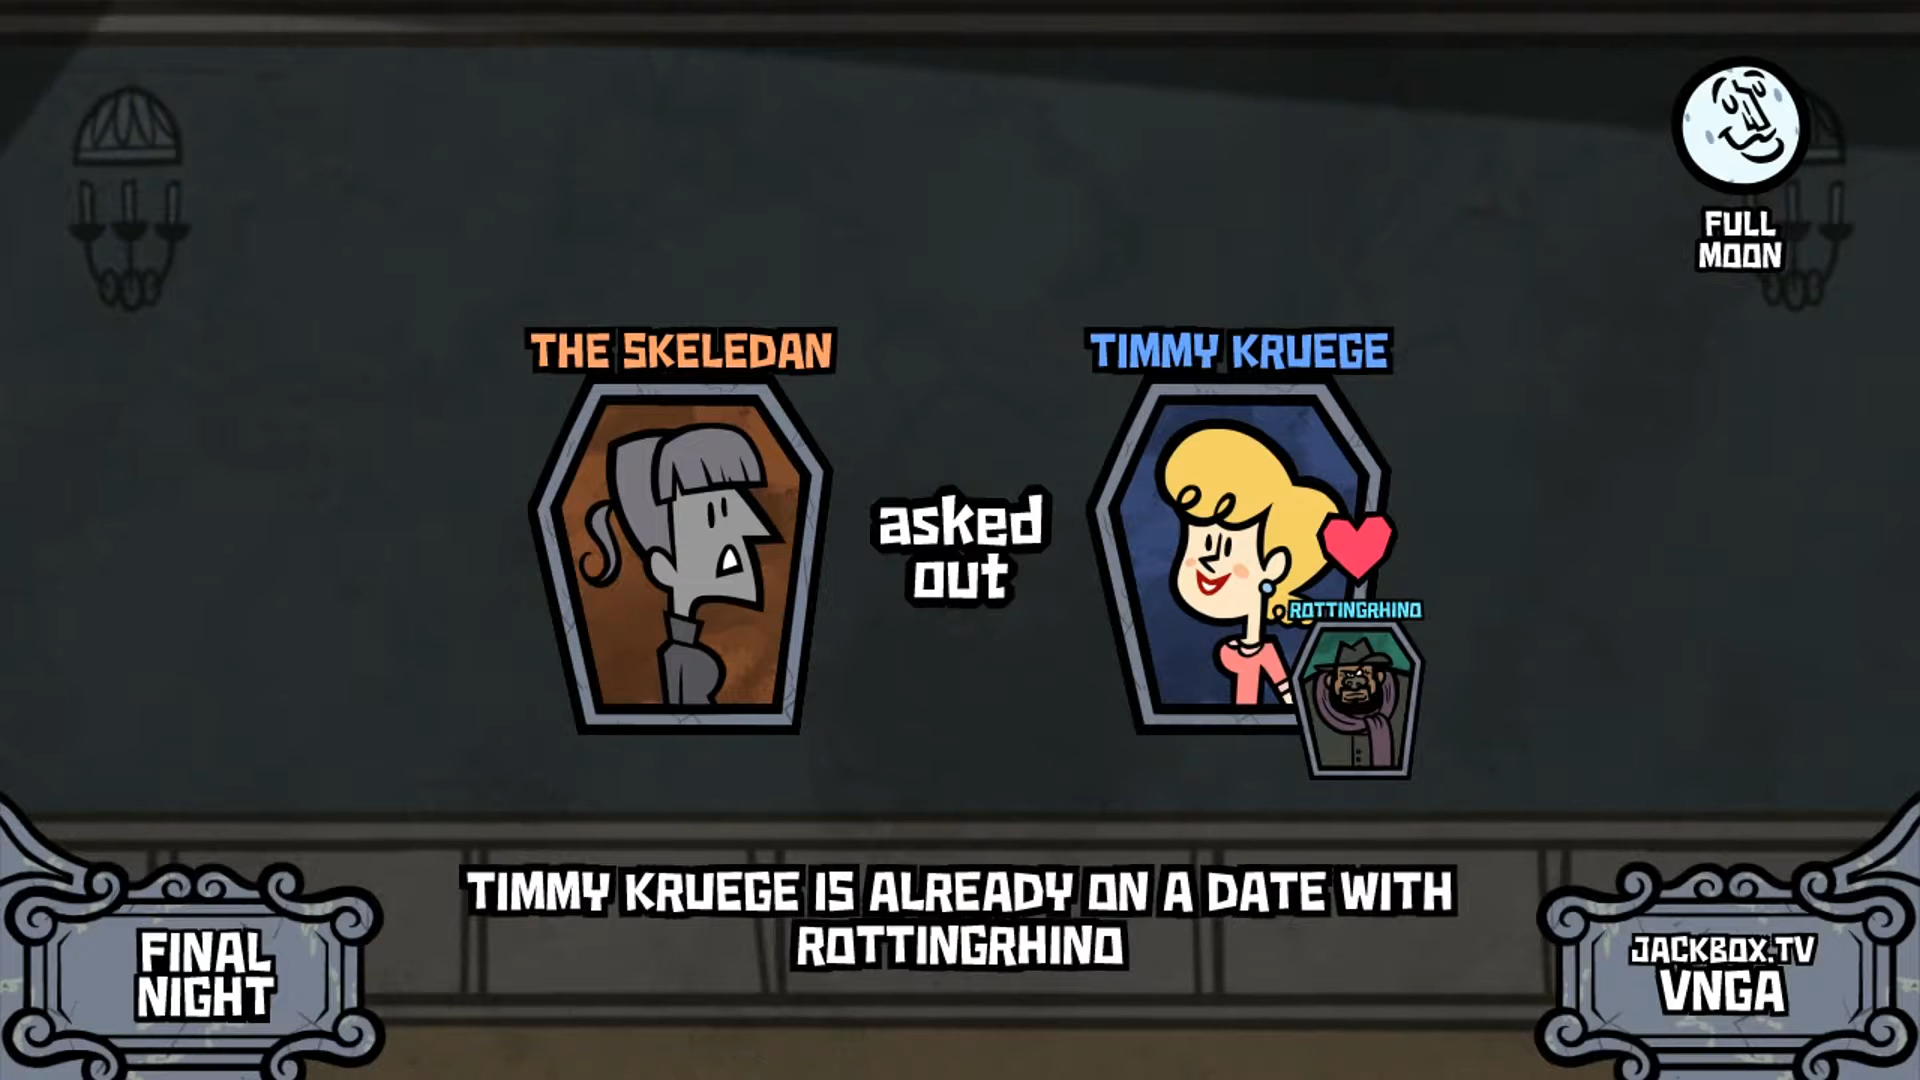 FULL
MOON
THE SKELEDAN
TIMMY KRUEGE
asked
out
ROTTINGRHINO
TIMMY KRUEGE IS ALREADY ON A DATE WITH
ROTTINGRHINO
FINAL
NIGHT
JACKBOX.TV
VNGA